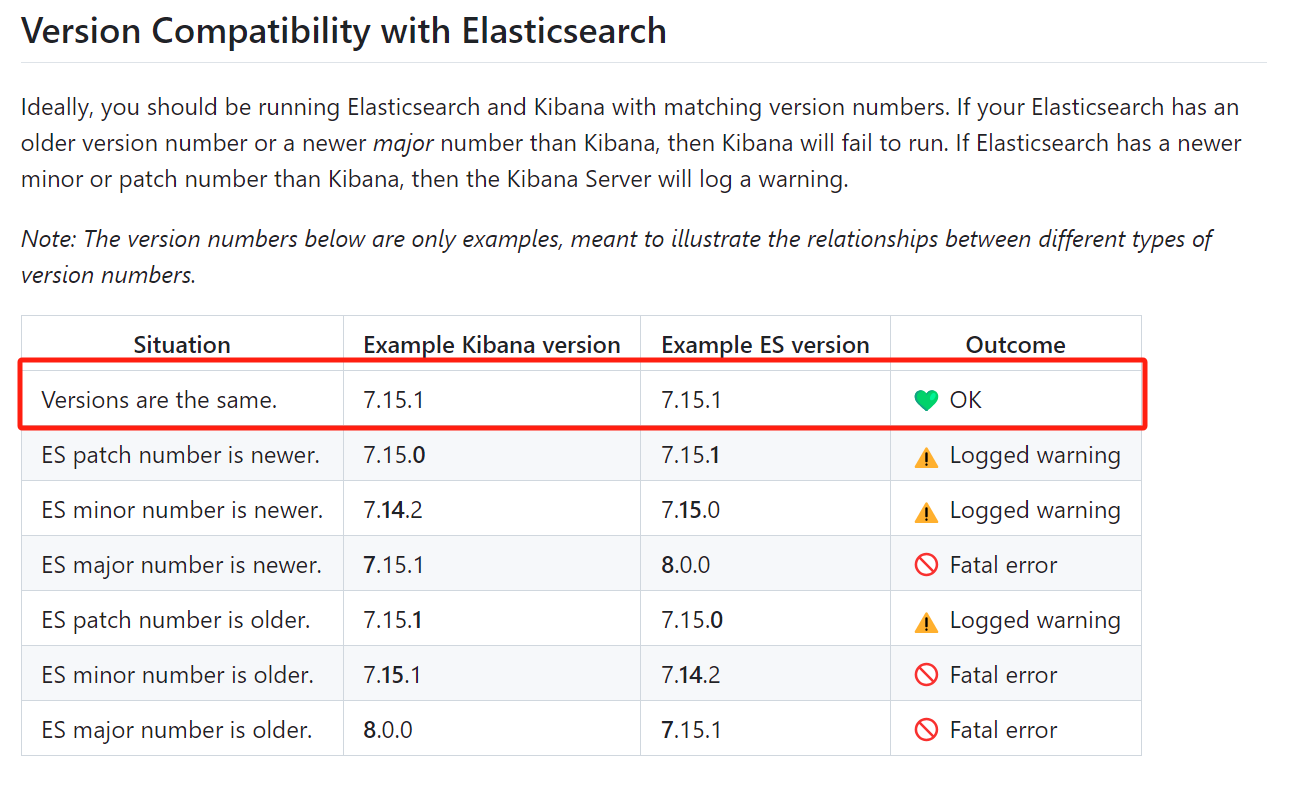 Version Compatibility with Elasticsearch
Ideally, you should be running Elasticsearch and Kibana with matching version numbers. If your Elasticsearch has an
older version number or a newer major number than Kibana, then Kibana will fail to run. If Elasticsearch has a newer
minor or patch number than Kibana, then the Kibana Server will log a warning.
Note: The version numbers below are only examples, meant to illustrate the relationships between different types of
version numbers.
Situation Example Kibana version Example ES version Outcome
Versions are the same. 7.15.1 7.15.1 💚 OK
ES patch number is newer. 7.15.0 7.15.1 ⚠️ Logged warning
ES minor number is newer. 7.14.2 7.15.0 ⚠️ Logged warning
ES major number is newer. 7.15.1 8.0.0 🚫 Fatal error
ES patch number is older. 7.15.1 7.15.0 ⚠️ Logged warning
ES minor number is older. 7.15.1 7.14.2 🚫 Fatal error
ES major number is older. 8.0.0 7.15.1 🚫 Fatal error